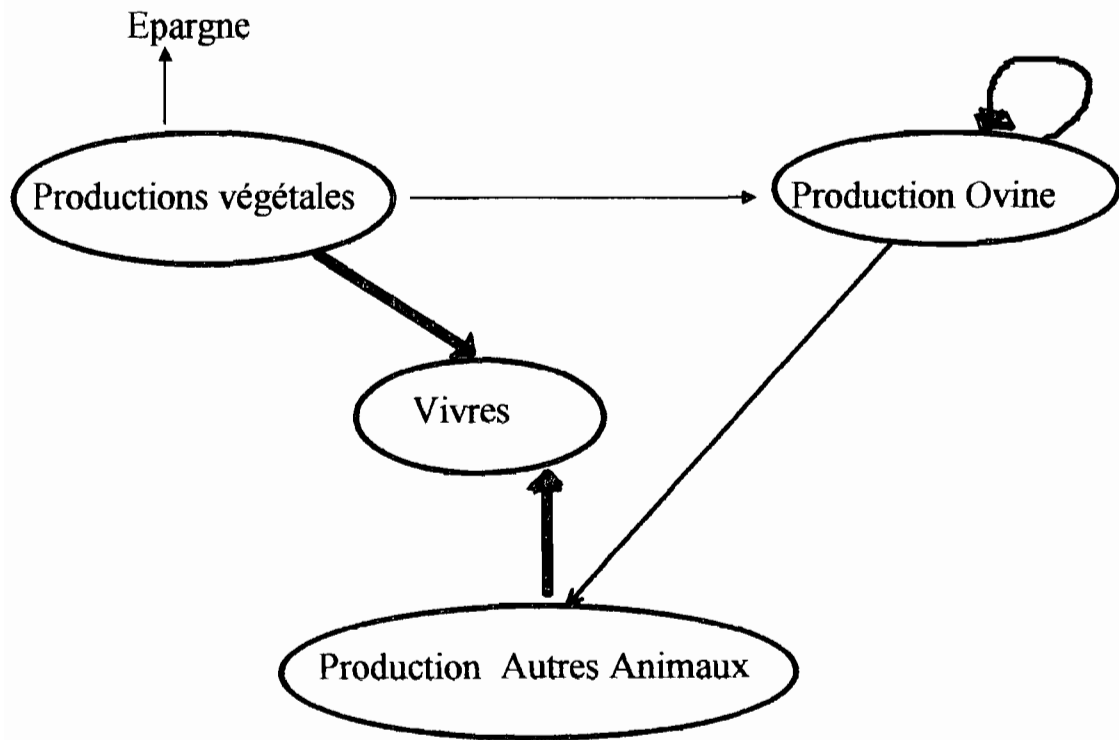 Epargne
Productions végétales
Production Ovine
Vivres
Production Autres Animaux